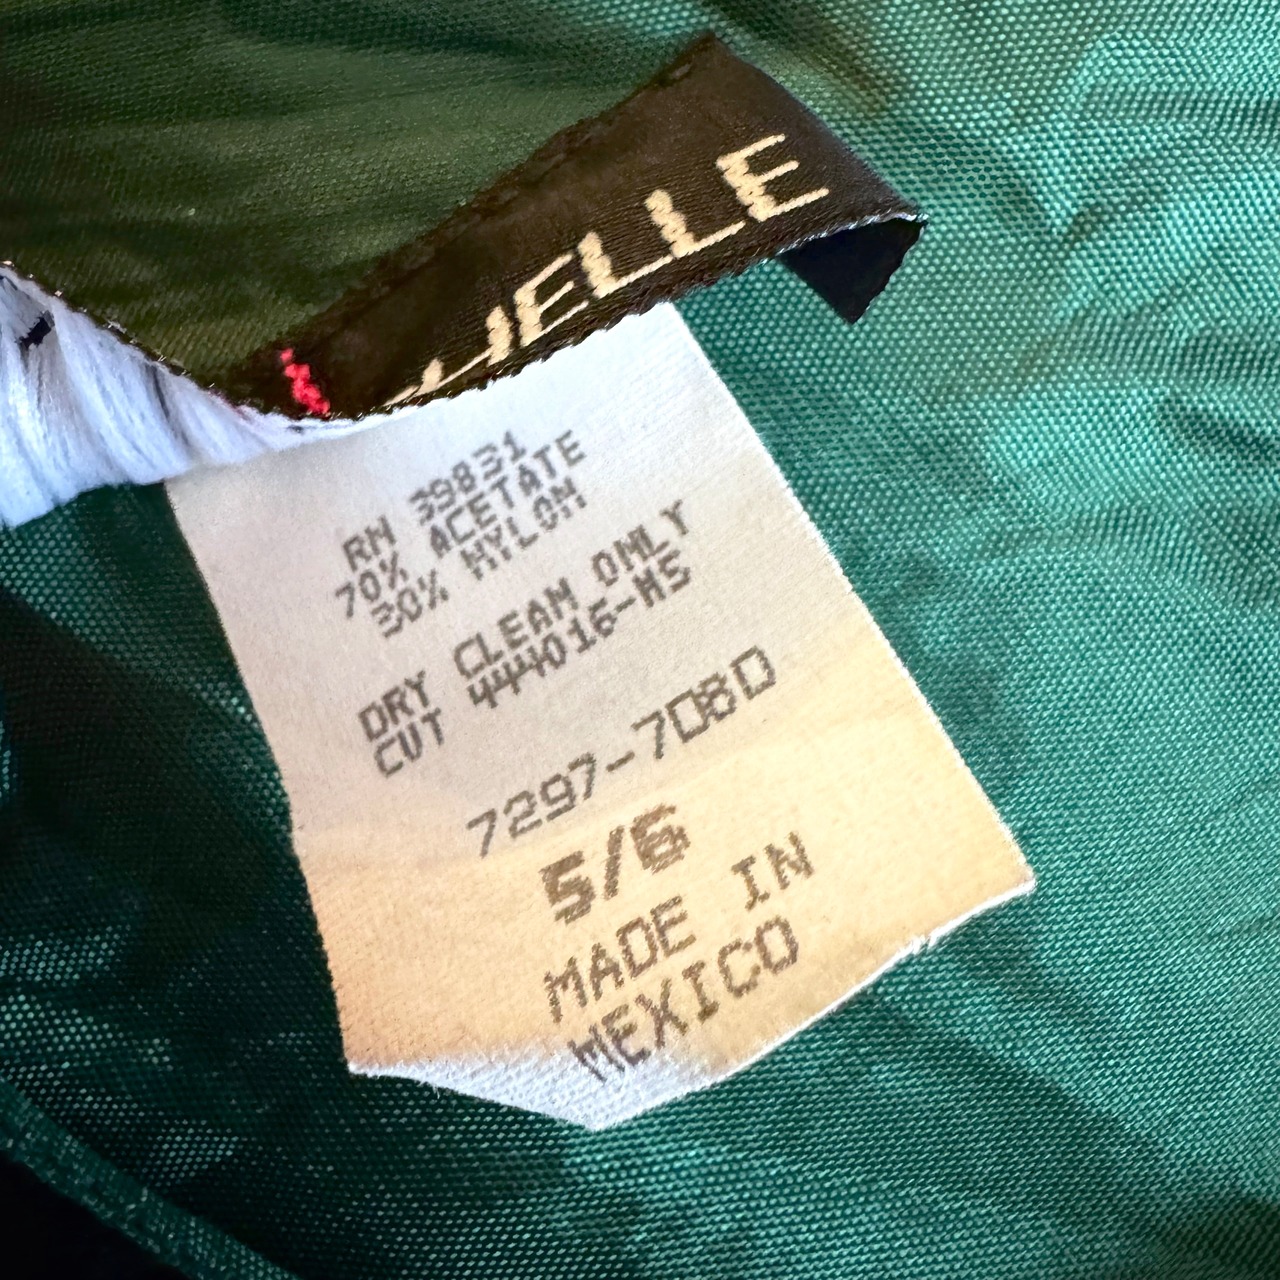 HELLE
RN 39831
70% ACETATE
30% NYLON
DRY CLEAN ONLY
CUT 444016-M5
7297-708D
5/6
MADE IN
MEXICO